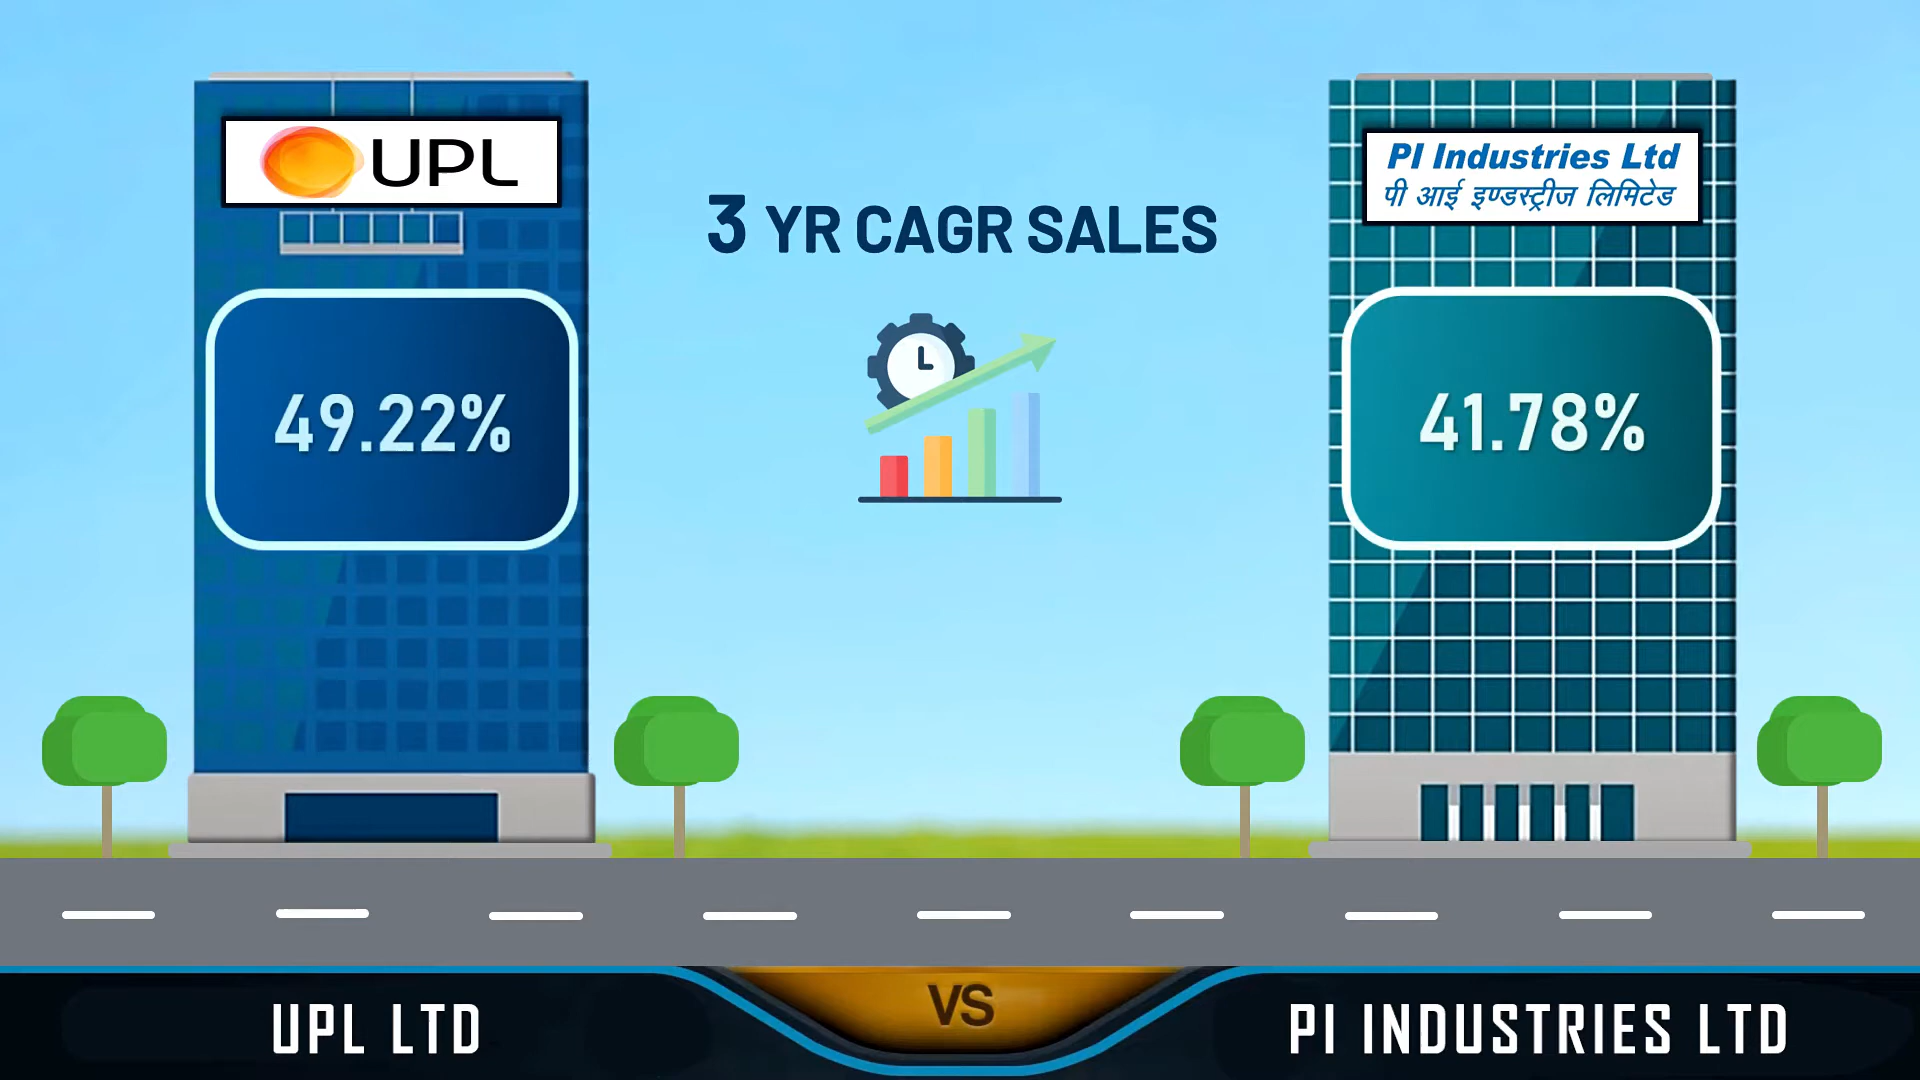 UPL
PI Industries Ltd
पी आई इण्डस्ट्रीज लिमिटेड
3 YR CAGR SALES
49.22%
41.78%
UPL LTD
VS
PI INDUSTRIES LTD